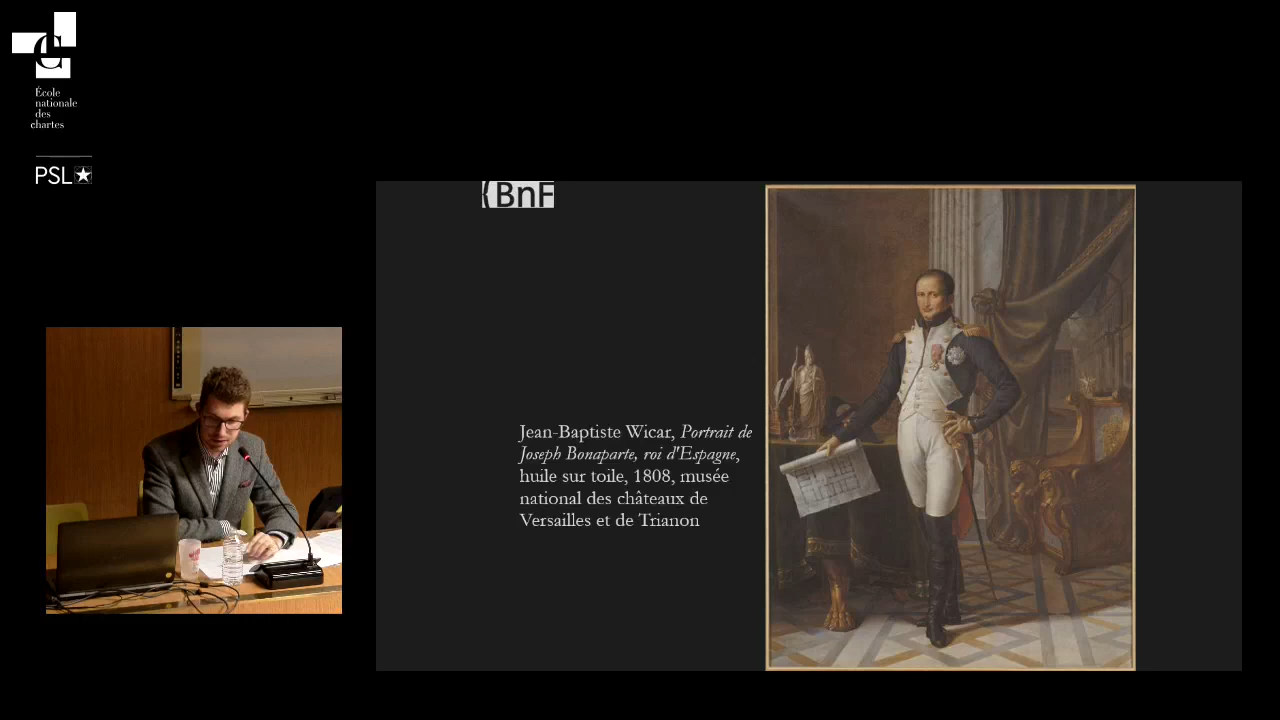 École
nationale
des
chartes
PSL
BnF
Jean-Baptiste Wicar, Portrait de
Joseph Bonaparte, roi d'Espagne,
huile sur toile, 1808, musée
national des châteaux de
Versailles et de Trianon